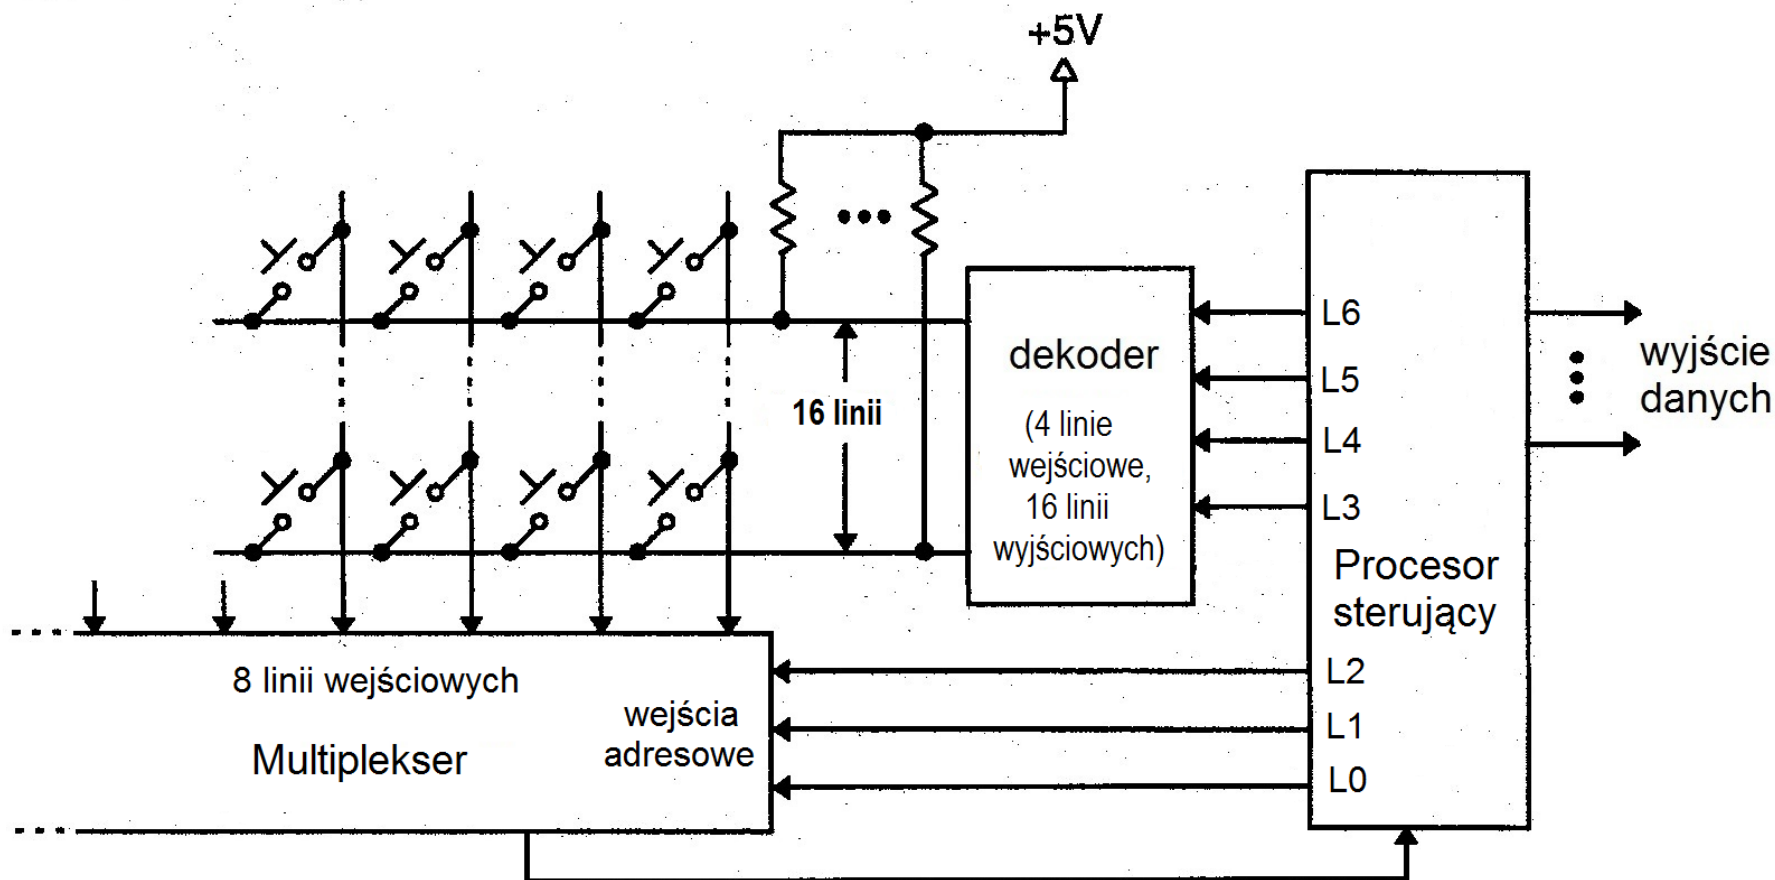 +5V
dekoder
(4 linie
wejściowe,
16 linii
wyjściowych)
16 linii
L6
L5
L4
L3
Procesor
sterujący
L2
L1
L0
wyjście
danych
8 linii wejściowych
Multiplekser
wejścia
adresowe